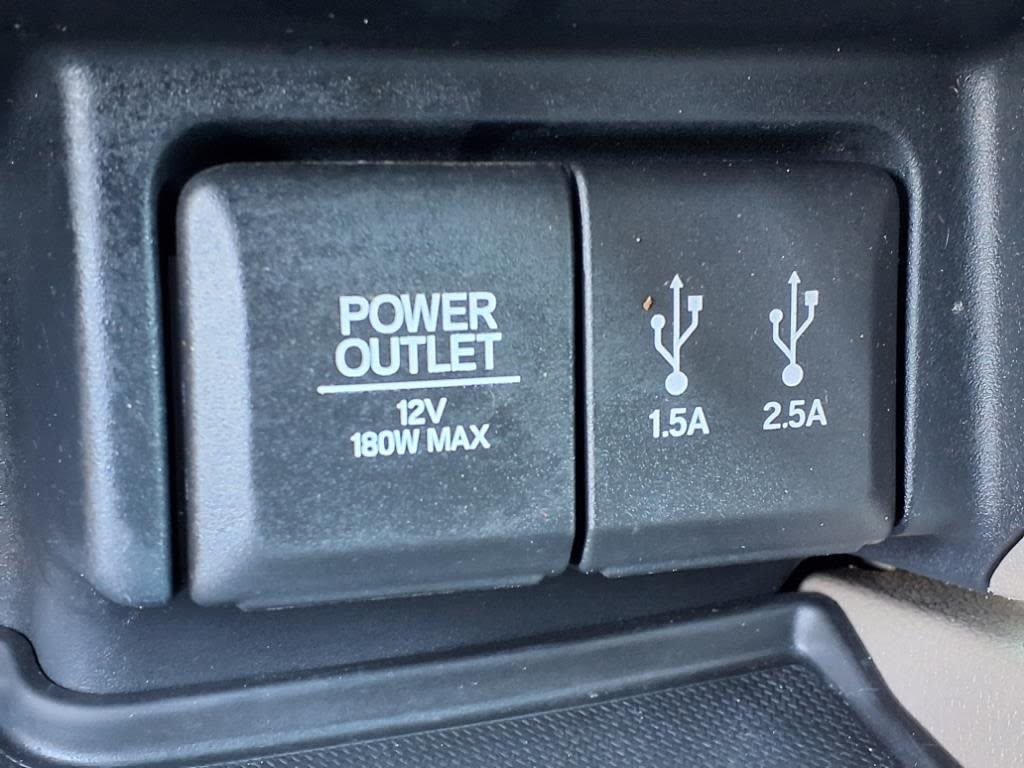 POWER
OUTLET
12V
180W MAX
1.5A
2.5A